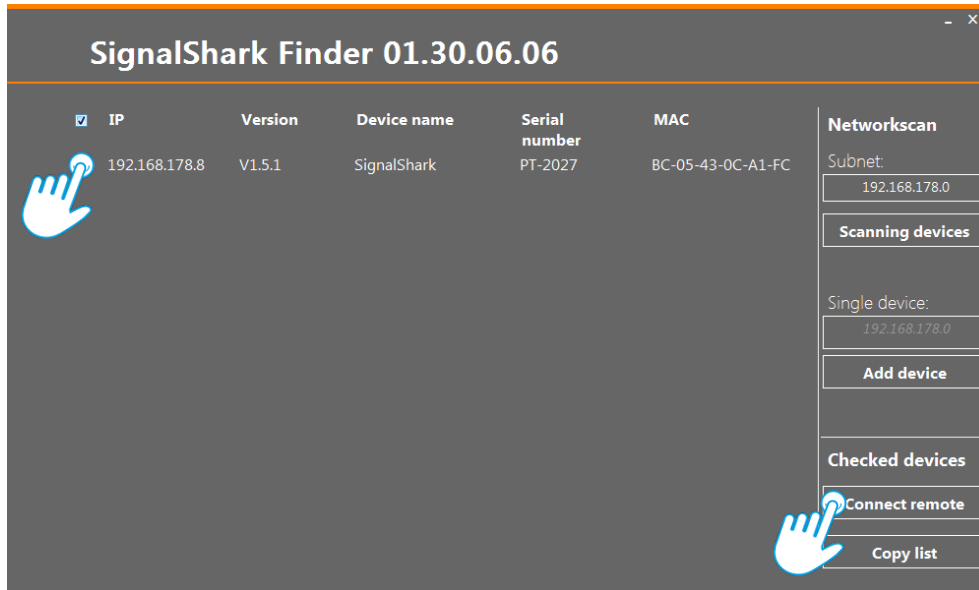 SignalShark Finder 01.30.06.06
IP Version Device name Serial number MAC
192.168.178.8 V1.5.1 SignalShark PT-2027 BC-05-43-0C-A1-FC
Networkscan
Subnet:
192.168.178.0
Scanning devices
Single device:
192.168.178.0
Add device
Checked devices
Connect remote
Copy list